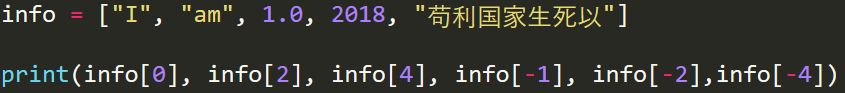 info = ["I", "am", 1.0, 2018, "苟利国家生死以"]
print(info[0], info[2], info[4], info[-1], info[-2],info[-4])